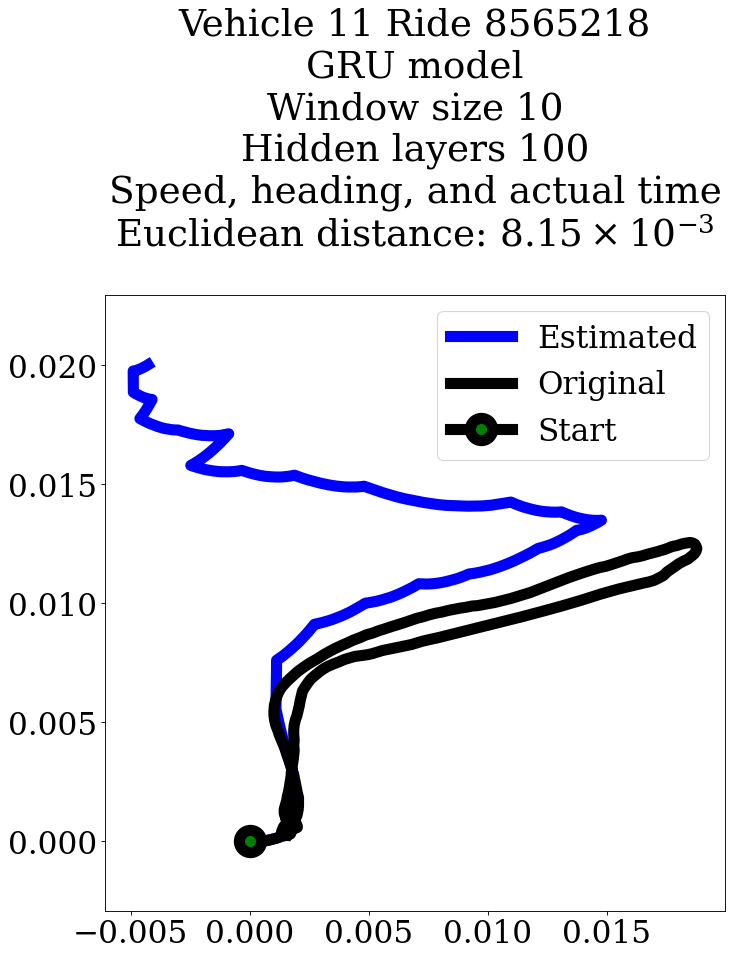 Vehicle 11 Ride 8565218
GRU model
Window size 10
Hidden layers 100
Speed, heading, and actual time
Euclidean distance: 8.15 × 10⁻³
Estimated
Original
Start
0.020
0.015
0.010
0.005
0.000
−0.005 0.000 0.005 0.010 0.015